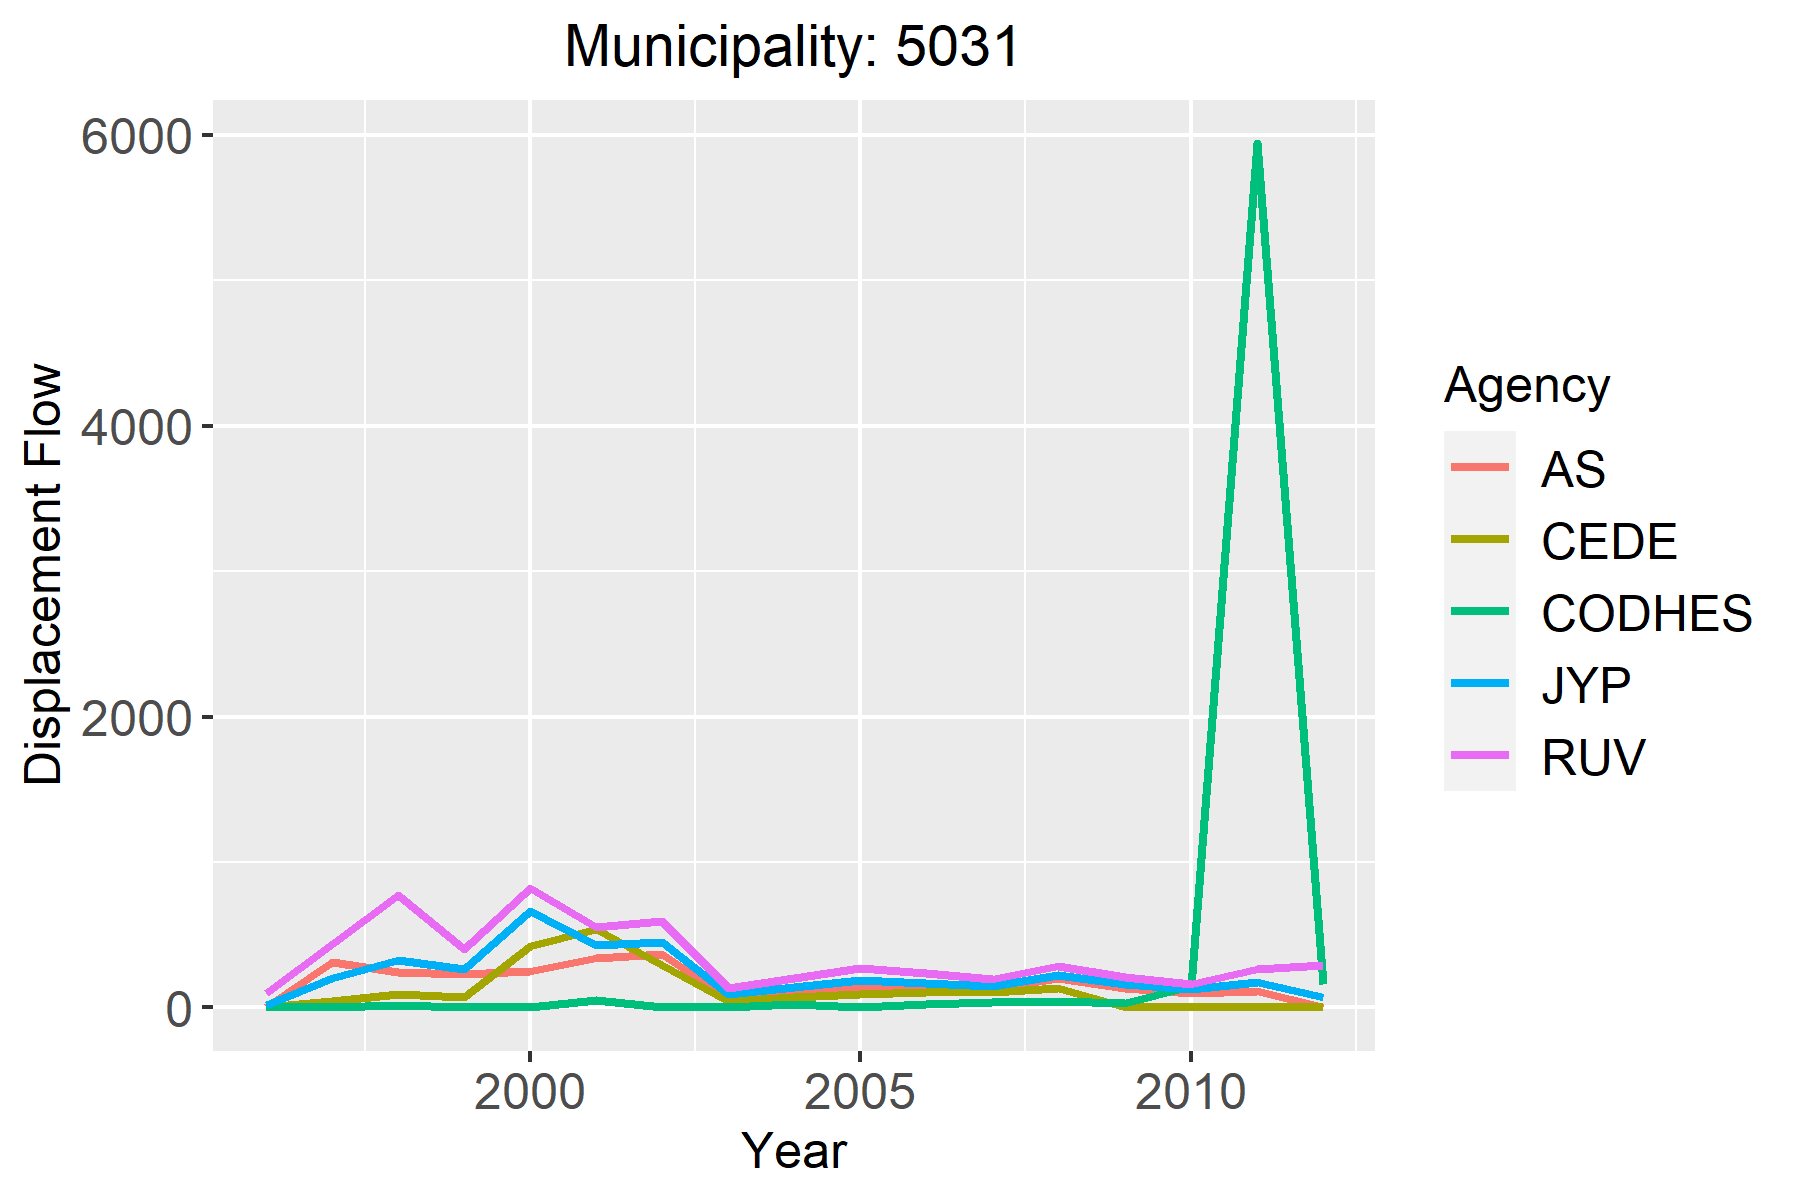 Municipality: 5031
6000
4000
2000
0
Displacement Flow
2000
2005
2010
Year
Agency
AS
CEDE
CODHES
JYP
RUV